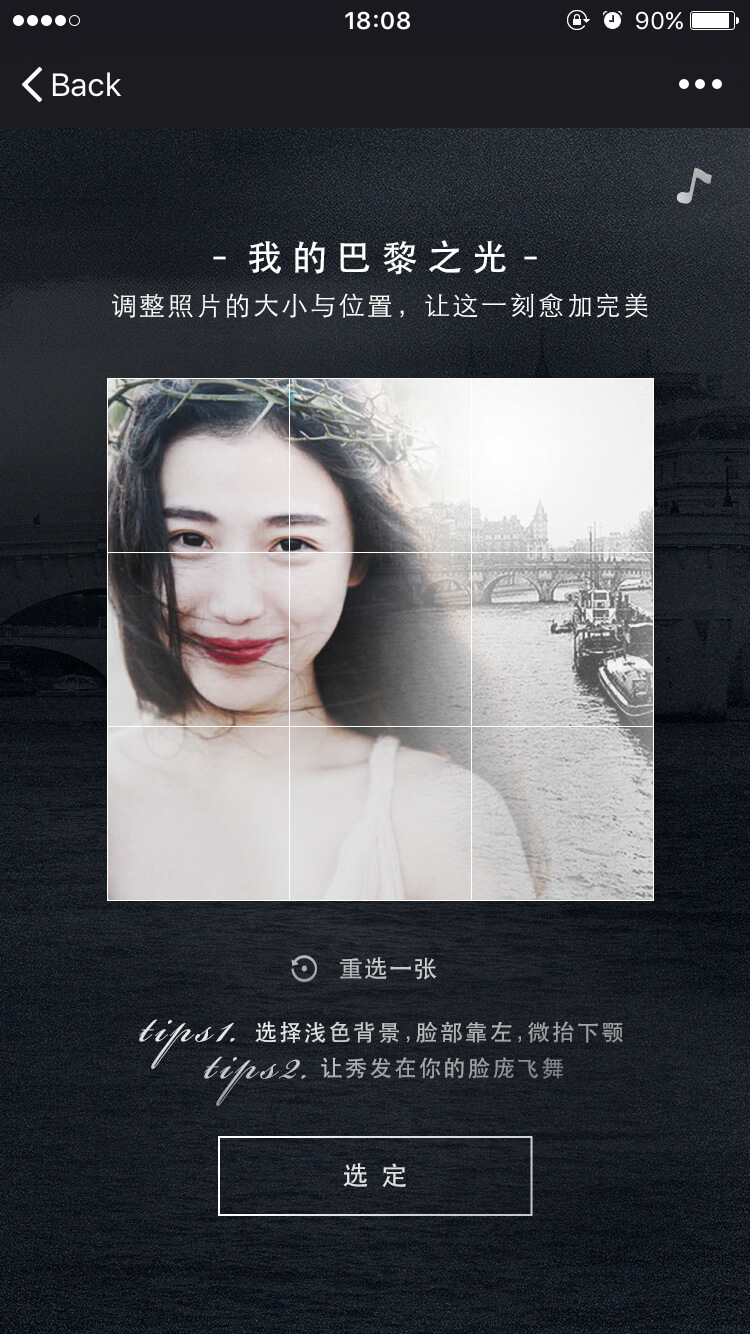 18:08
90%
Back
- 我的巴黎之光 -
调整照片的大小与位置，让这一刻愈加完美
重选一张
tips1. 选择浅色背景,脸部靠左,微抬下颚
tips2. 让秀发在你的脸庞飞舞
选定